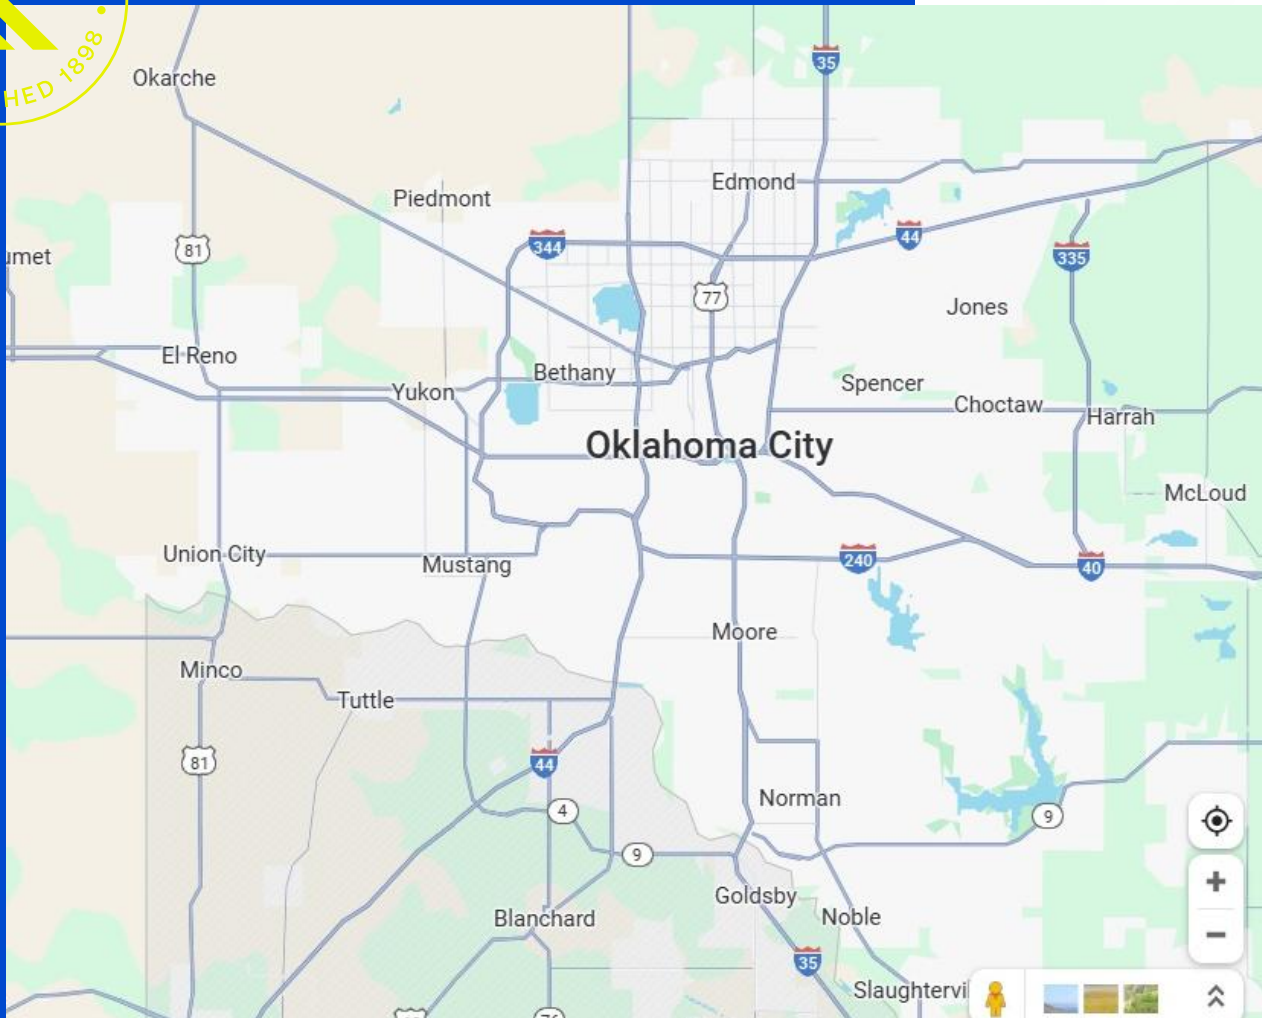 HED 1898 •
35
Okarche
Edmond
Piedmont
344
44
81
umet
335
77
Jones
El Reno
Bethany
Spencer
Yukon
Choctaw
Harrah
Oklahoma City
McLoud
Union City
Mustang
240
40
Moore
Minco
Tuttle
81
44
Norman
4
9
9
Goldsby
Noble
Blanchard
35
Slaughtervi